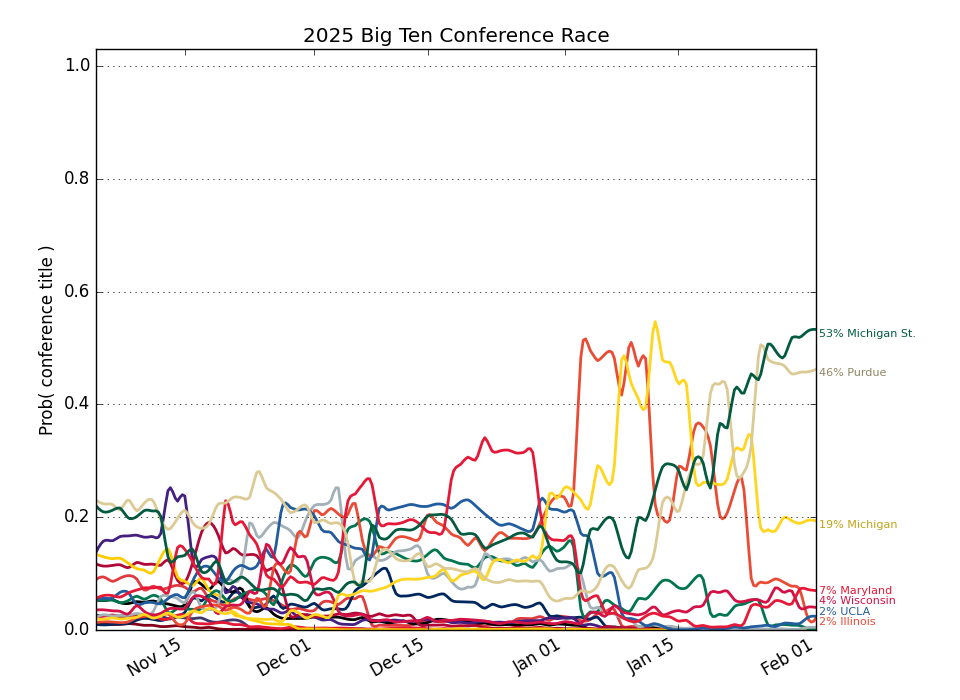 2025 Big Ten Conference Race
Prob( conference title )
1.0
0.8
0.6
0.4
0.2
0.0
53% Michigan St.
46% Purdue
19% Michigan
7% Maryland
4% Wisconsin
2% UCLA
2% Illinois
Nov 15
Dec 01
Dec 15
Jan 01
Jan 15
Feb 01